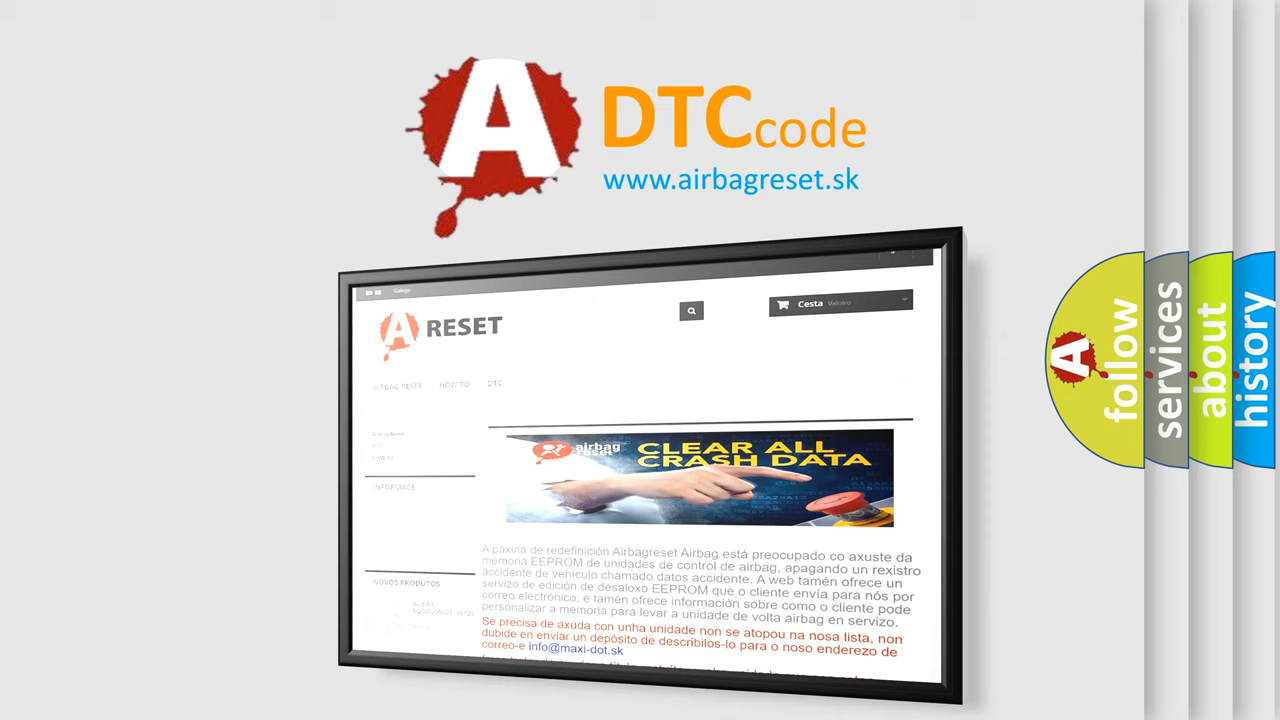 A DTC code
www.airbagreset.sk
Galego
A RESET
Cesta Valeiro
AIRBAG RESET HOW TO DTC
INFORMACE
airbag
reset
CLEAR ALL
CRASH DATA
A páxina de redefinición Airbagreset Airbag está preocupado co axuste da
memoria EEPROM de unidades de control de airbag, apagando un rexistro
accidente de vehículo chamado datos accidente. A web tamén ofrece un
servizo de edición de desaloxo EEPROM que o cliente envía para nós por
correo electrónico, e tamén ofrece información sobre como o cliente pode
personalizar a memoria para levar a unidade de volta airbag en servizo.
NOVOS PRODUTOS
Se precisa de axuda con unha unidade non se atopou na nosa lista, non
dubide en enviar un depósito de describilos-lo para o noso enderezo de
correo-e info@maxi-dot.sk
A follow
services
about
history